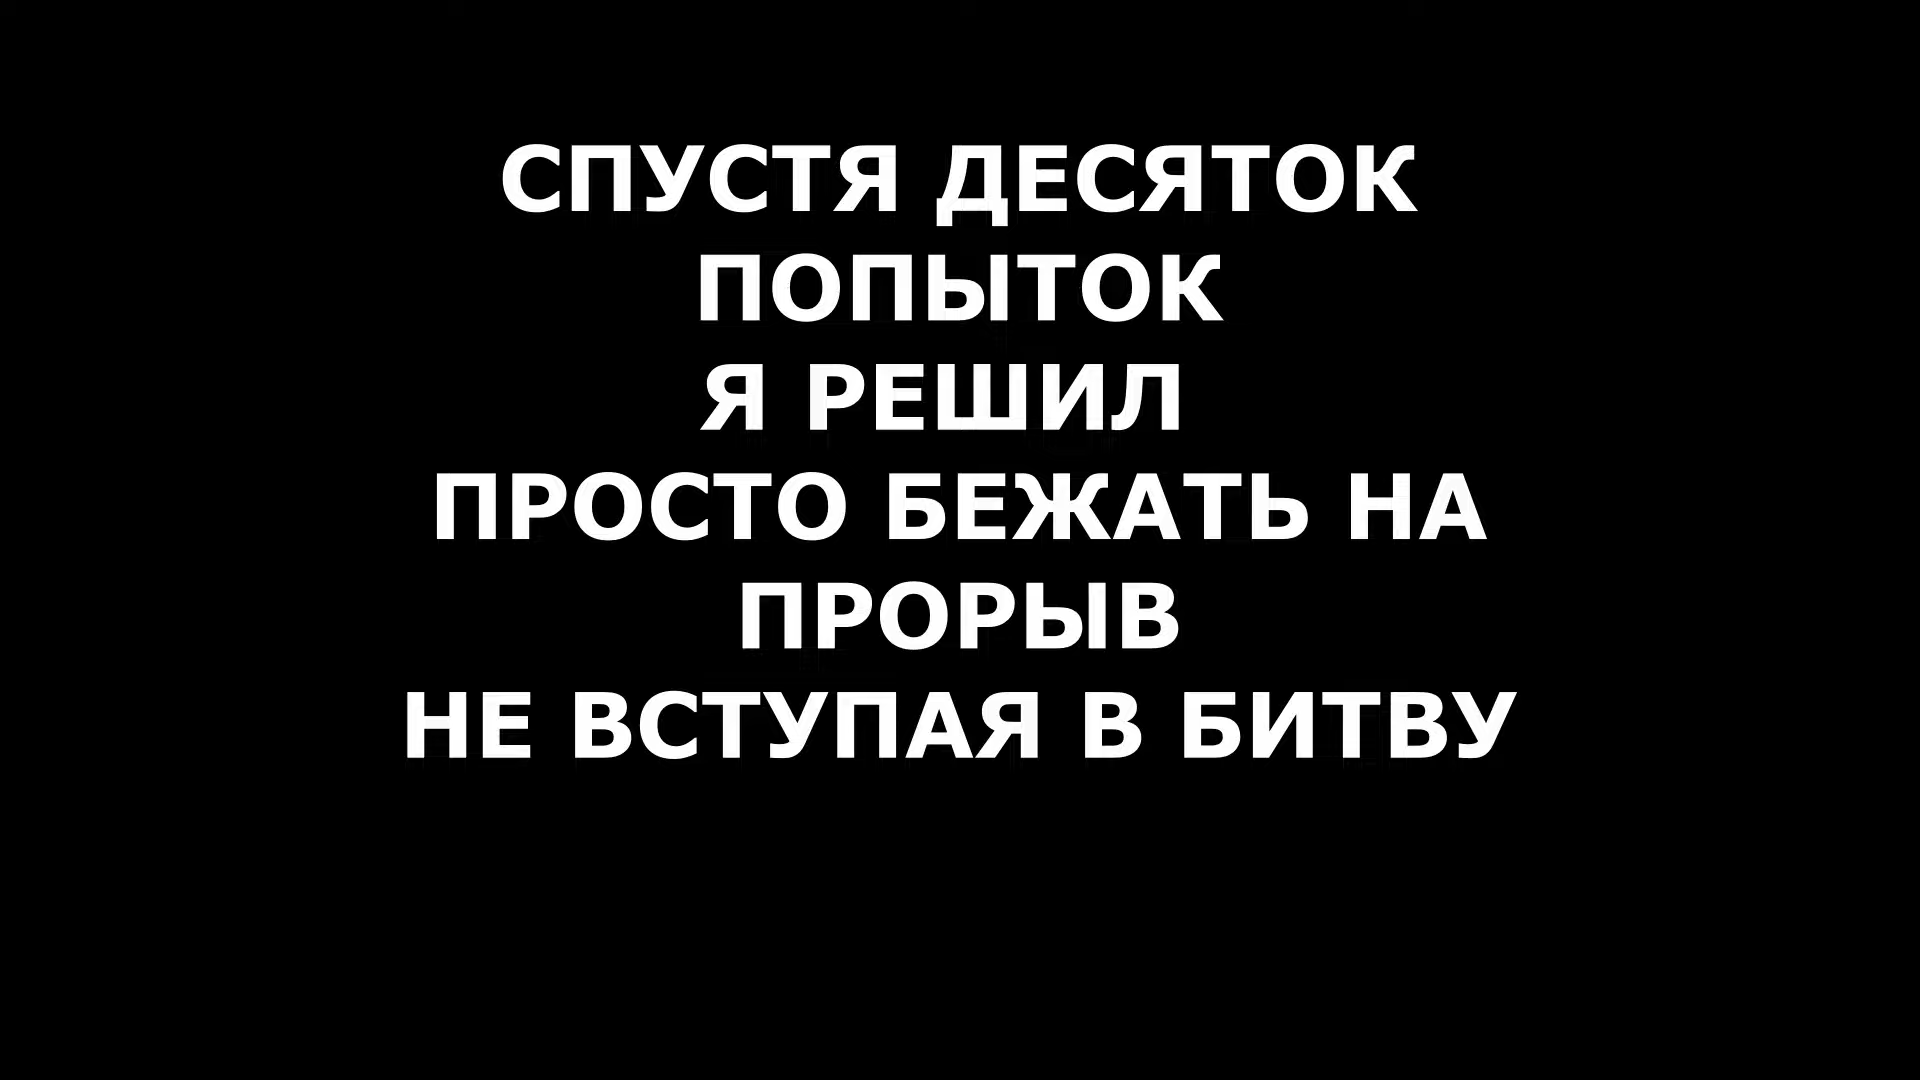 СПУСТЯ ДЕСЯТОК
ПОПЫТОК
Я РЕШИЛ
ПРОСТО БЕЖАТЬ НА
ПРОРЫВ
НЕ ВСТУПАЯ В БИТВУ